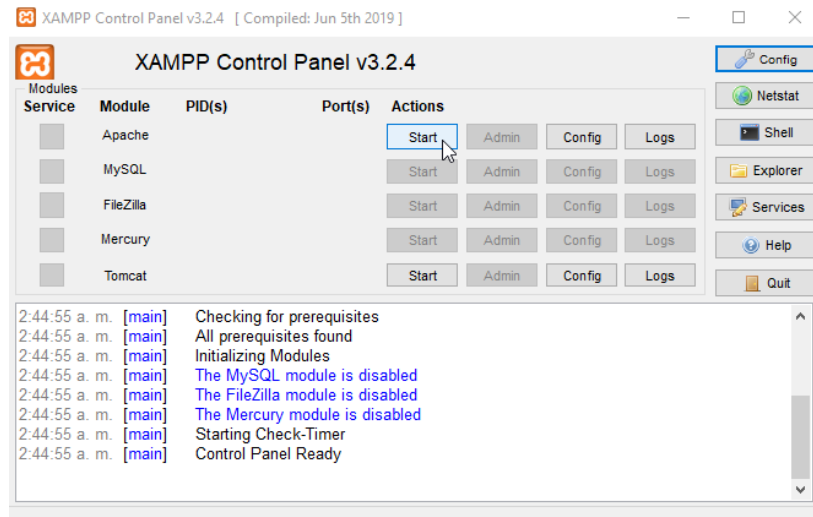 XAMPP Control Panel v3.2.4 [ Compiled: Jun 5th 2019 ]
XAMPP Control Panel v3.2.4
Config
Modules
Service Module PID(s) Port(s) Actions
Netstat
Apache Start Admin Config Logs
Shell
MySQL Start Admin Config Logs
Explorer
FileZilla Start Admin Config Logs
Services
Mercury Start Admin Config Logs
Help
Tomcat Start Admin Config Logs
Quit
2:44:55 a. m. [main] Checking for prerequisites
2:44:55 a. m. [main] All prerequisites found
2:44:55 a. m. [main] Initializing Modules
2:44:55 a. m. [main] The MySQL module is disabled
2:44:55 a. m. [main] The FileZilla module is disabled
2:44:55 a. m. [main] The Mercury module is disabled
2:44:55 a. m. [main] Starting Check-Timer
2:44:55 a. m. [main] Control Panel Ready